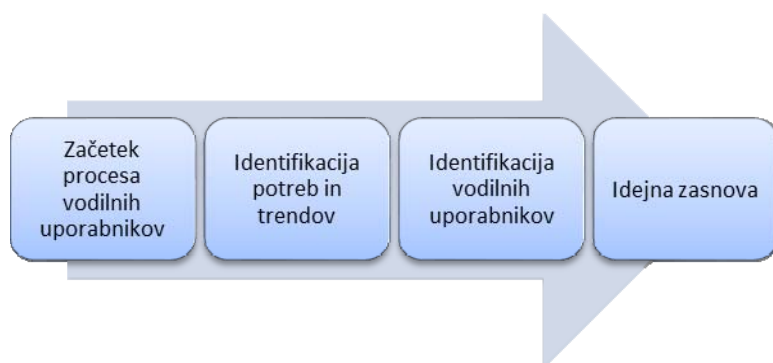 Začetek
procesa
vodilnih
uporabnikov
Identifikacija
potreb in
trendov
Identifikacija
vodilnih
uporabnikov
Idejna zasnova